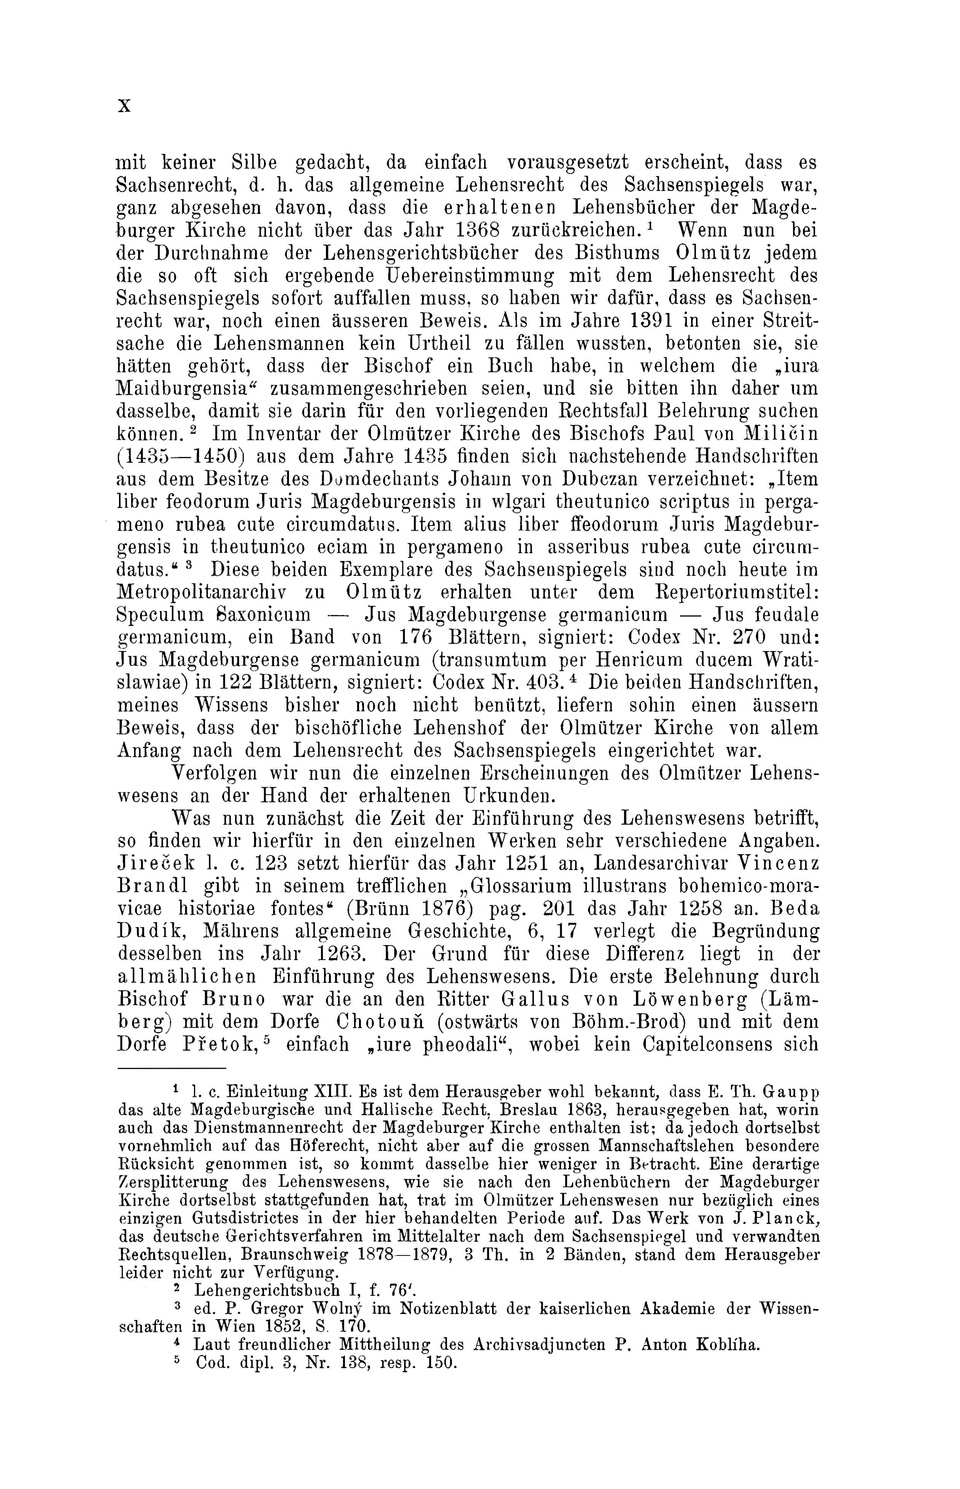 X
mit keiner Silbe gedacht, da einfach vorausgesetzt erscheint, dass es
Sachsenrecht, d. h. das allgemeine Lehensrecht des Sachsenspiegels war,
ganz abgesehen davon, dass die erhaltenen Lehensbücher der Magde-
burger Kirche nicht über das Jahr 1368 zurückreichen. ¹ Wenn nun bei
der Durchnahme der Lehensgerichtsbücher des Bisthums Olmütz jedem
die so oft sich ergebende Uebereinstimmung mit dem Lehensrecht des
Sachsenspiegels sofort auffallen muss, so haben wir dafür, dass es Sachsen-
recht war, noch einen äusseren Beweis. Als im Jahre 1391 in einer Streit-
sache die Lehensmannen kein Urtheil zu fällen wussten, betonten sie, sie
hätten gehört, dass der Bischof ein Buch habe, in welchem die „iura
Maidburgensia“ zusammengeschrieben seien, und sie bitten ihn daher um
dasselbe, damit sie darin für den vorliegenden Rechtsfall Belehrung suchen
können. ² Im Inventar der Olmützer Kirche des Bischofs Paul von Miličin
(1435—1450) aus dem Jahre 1435 finden sich nachstehende Handschriften
aus dem Besitze des Domdechants Johann von Dubczan verzeichnet: „Item
liber feodorum Juris Magdeburgensis in wlgari theutunico scriptus in perga-
meno rubea cute circumdatus. Item alius liber ffeodorum Juris Magdebur-
gensis in theutunico eciam in pergameno in asseribus rubea cute circum-
datus.“ ³ Diese beiden Exemplare des Sachsenspiegels sind noch heute im
Metropolitanarchiv zu Olmütz erhalten unter dem Repertoriumstitel:
Speculum Saxonicum — Jus Magdeburgense germanicum — Jus feudale
germanicum, ein Band von 176 Blättern, signiert: Codex Nr. 270 und:
Jus Magdeburgense germanicum (transumtum per Henricum ducem Wrati-
slawiae) in 122 Blättern, signiert: Codex Nr. 403. ⁴ Die beiden Handschriften,
meines Wissens bisher noch nicht benützt, liefern sohin einen äussern
Beweis, dass der bischöfliche Lehenshof der Olmützer Kirche von allem
Anfang nach dem Lehensrecht des Sachsenspiegels eingerichtet war.
Verfolgen wir nun die einzelnen Erscheinungen des Olmützer Lehens-
wesens an der Hand der erhaltenen Urkunden.
Was nun zunächst die Zeit der Einführung des Lehenswesens betrifft,
so finden wir hierfür in den einzelnen Werken sehr verschiedene Angaben.
Jireček l. c. 123 setzt hierfür das Jahr 1251 an, Landesarchivar Vincenz
Brandl gibt in seinem trefflichen „Glossarium illustrans bohemico-mora-
vicae historiae fontes“ (Brünn 1876) pag. 201 das Jahr 1258 an. Beda
Dudík, Mährens allgemeine Geschichte, 6, 17 verlegt die Begründung
desselben ins Jahr 1263. Der Grund für diese Differenz liegt in der
allmählichen Einführung des Lehenswesens. Die erste Belehnung durch
Bischof Bruno war die an den Ritter Gallus von Löwenberg (Läm-
berg) mit dem Dorfe Chotouň (ostwärts von Böhm.-Brod) und mit dem
Dorfe Přetok, ⁵ einfach „iure pheodali“, wobei kein Capitelconsens sich
¹ l. c. Einleitung XIII. Es ist dem Herausgeber wohl bekannt, dass E. Th. Gaupp
das alte Magdeburgische und Hallische Recht, Breslau 1863, herausgegeben hat, worin
auch das Dienstmannenrecht der Magdeburger Kirche enthalten ist; da jedoch dortselbst
vornehmlich auf das Höferecht, nicht aber auf die grossen Mannschaftslehen besondere
Rücksicht genommen ist, so kommt dasselbe hier weniger in Betracht. Eine derartige
Zersplitterung des Lehenswesens, wie sie nach den Lehenbüchern der Magdeburger
Kirche dortselbst stattgefunden hat, trat im Olmützer Lehenswesen nur bezüglich eines
einzigen Gutsdistrictes in der hier behandelten Periode auf. Das Werk von J. Planck,
das deutsche Gerichtsverfahren im Mittelalter nach dem Sachsenspiegel und verwandten
Rechtsquellen, Braunschweig 1878—1879, 3 Th. in 2 Bänden, stand dem Herausgeber
leider nicht zur Verfügung.
² Lehengerichtsbuch I, f. 76'.
³ ed. P. Gregor Wolný im Notizenblatt der kaiserlichen Akademie der Wissen-
schaften in Wien 1852, S. 170.
⁴ Laut freundlicher Mittheilung des Archivsadjuncten P. Anton Koblíha.
⁵ Cod. dipl. 3, Nr. 138, resp. 150.